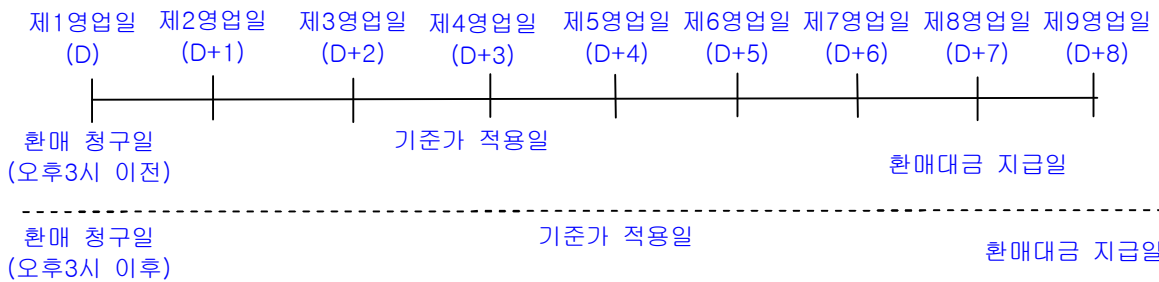 제1영업일 제2영업일 제3영업일 제4영업일 제5영업일 제6영업일 제7영업일 제8영업일 제9영업일
(D) (D+1) (D+2) (D+3) (D+4) (D+5) (D+6) (D+7) (D+8)
환매 청구일 기준가 적용일
(오후3시 이전) 환매대금 지급일
환매 청구일 기준가 적용일
(오후3시 이후) 환매대금 지급일